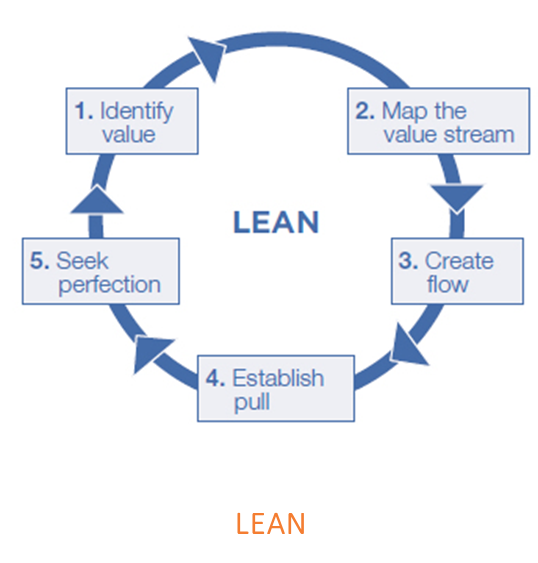 1. Identify
value
2. Map the
value stream
LEAN
5. Seek
perfection
3. Create
flow
4. Establish
pull
LEAN